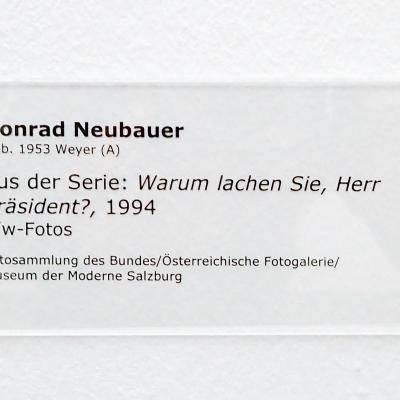 onrad Neubauer
b. 1953 Weyer (A)
us der Serie: Warum lachen Sie, Herr
räsident?, 1994
w-Fotos
tosammlung des Bundes/Österreichische Fotogalerie/
useum der Moderne Salzburg